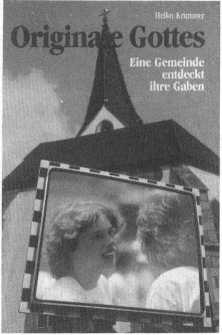 Heiko Krimmer
Originale Gottes
Eine Gemeinde
entdeckt
ihre Gaben